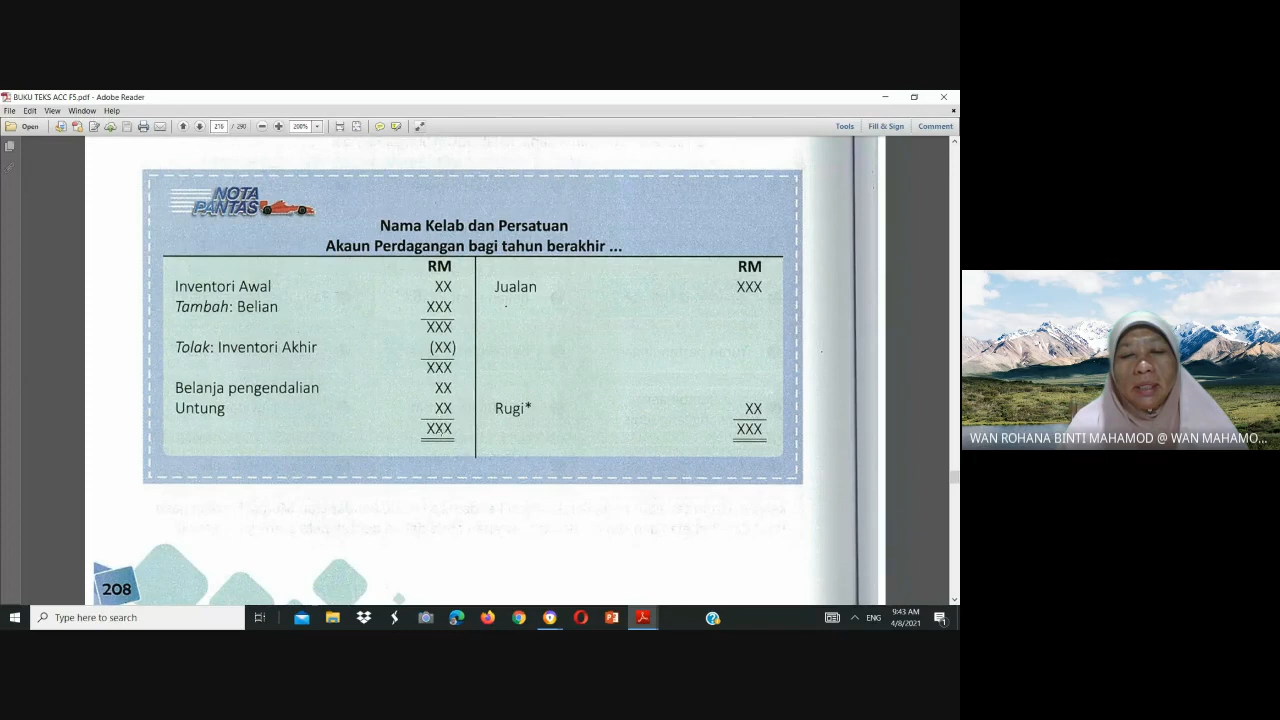 BUKU TEKS ACC F5.pdf - Adobe Reader
File Edit View Window Help
Open 216 / 290 200% Tools Fill & Sign Comment
NOTA
PANTAS
Nama Kelab dan Persatuan
Akaun Perdagangan bagi tahun berakhir ...
RM RM
Inventori Awal XX Jualan XXX
Tambah: Belian XXX
XXX
Tolak: Inventori Akhir (XX)
XXX
Belanja pengendalian XX
Untung XX Rugi* XX
XXX XXX
208
WAN ROHANA BINTI MAHAMOD @ WAN MAHAMO...
Type here to search
ENG
9:43 AM
4/8/2021